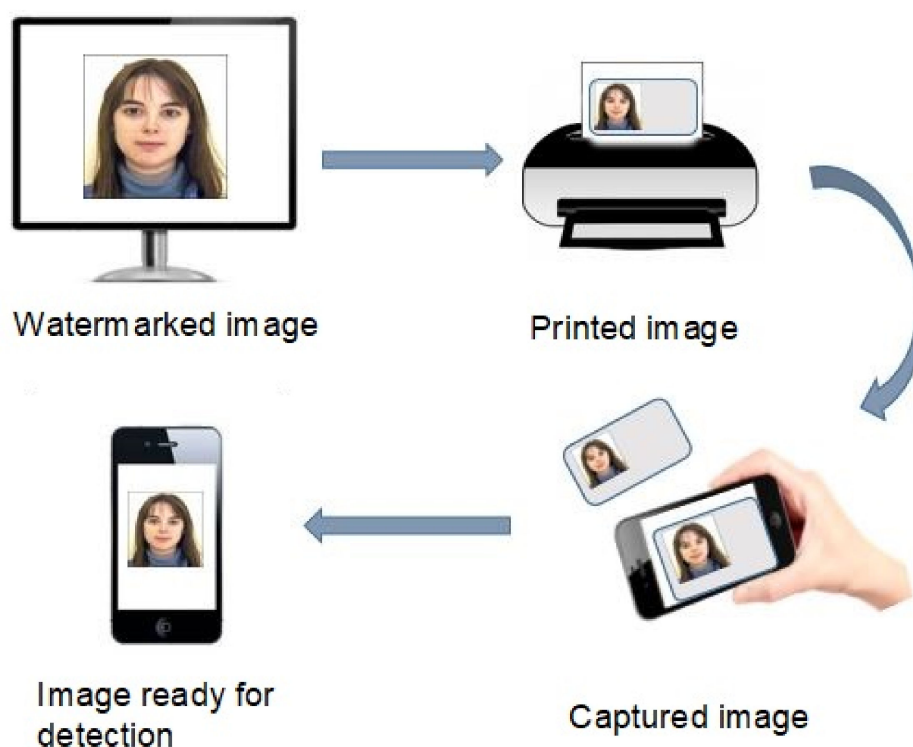 Watermarked image
Printed image
Image ready for
detection
Captured image